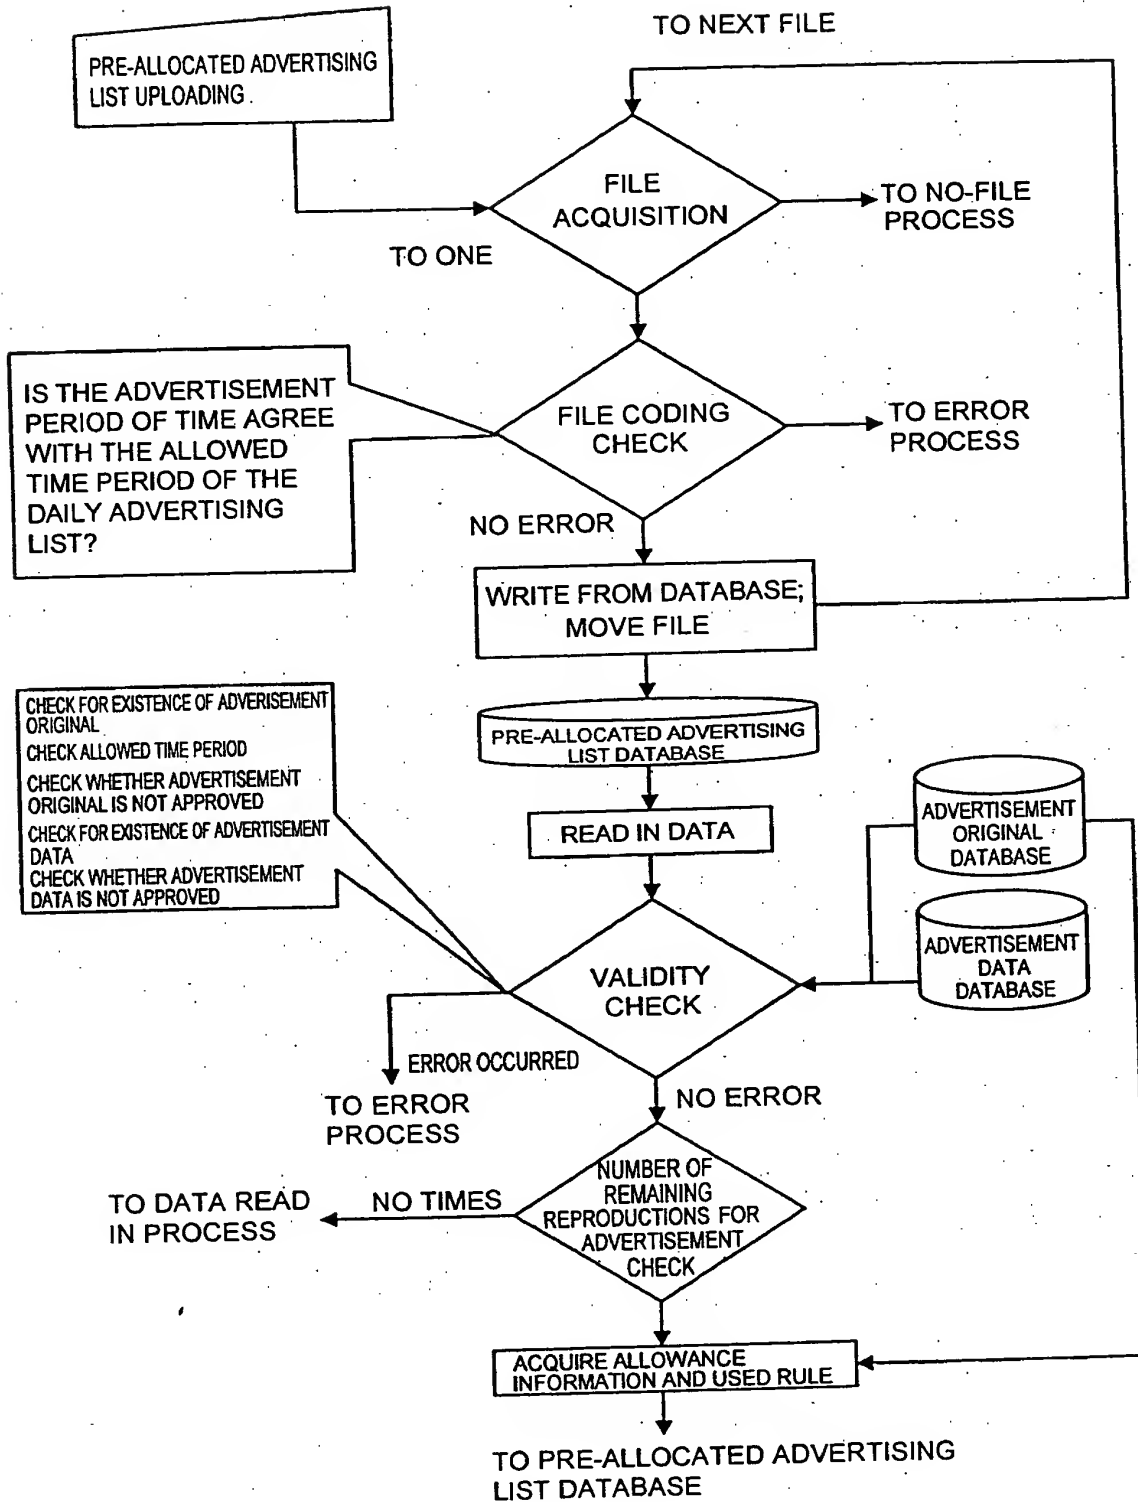 TO NEXT FILE
PRE-ALLOCATED ADVERTISING
LIST UPLOADING
FILE
ACQUISITION
TO NO-FILE
PROCESS
TO ONE
IS THE ADVERTISEMENT
PERIOD OF TIME AGREE
WITH THE ALLOWED
TIME PERIOD OF THE
DAILY ADVERTISING
LIST?
FILE CODING
CHECK
TO ERROR
PROCESS
NO ERROR
WRITE FROM DATABASE;
MOVE FILE
CHECK FOR EXISTENCE OF ADVERISEMENT
ORIGINAL
CHECK ALLOWED TIME PERIOD
CHECK WHETHER ADVERTISEMENT
ORIGINAL IS NOT APPROVED
CHECK FOR EXISTENCE OF ADVERTISEMENT
DATA
CHECK WHETHER ADVERTISEMENT
DATA IS NOT APPROVED
PRE-ALLOCATED ADVERTISING
LIST DATABASE
READ IN DATA
ADVERTISEMENT
ORIGINAL
DATABASE
ADVERTISEMENT
DATA
DATABASE
VALIDITY
CHECK
ERROR OCCURRED
TO ERROR
PROCESS
NO ERROR
NUMBER OF
REMAINING
REPRODUCTIONS FOR
ADVERTISEMENT
CHECK
NO TIMES
TO DATA READ
IN PROCESS
ACQUIRE ALLOWANCE
INFORMATION AND USED RULE
TO PRE-ALLOCATED ADVERTISING
LIST DATABASE